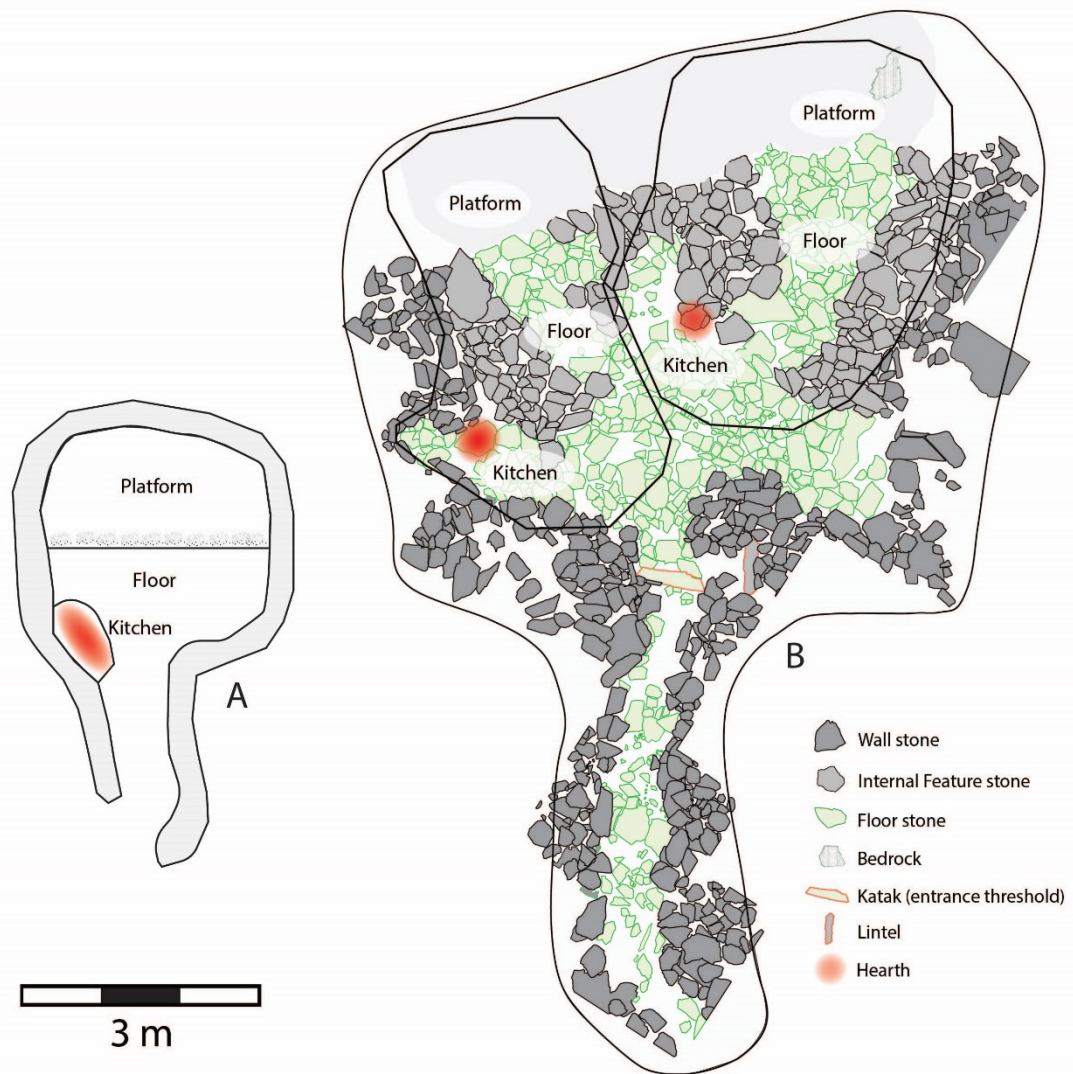 Platform
Floor
Kitchen
A
3 m
Platform
Platform
Floor
Floor
Kitchen
Kitchen
B
Wall stone
Internal Feature stone
Floor stone
Bedrock
Katak (entrance threshold)
Lintel
Hearth